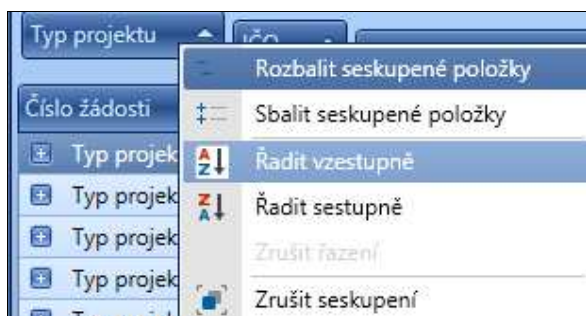 Typ projektu
IČO
Rozbalit seskupené položky
Číslo žádosti
Sbalit seskupené položky
Typ projek
Řadit vzestupně
Typ projek
Řadit sestupně
Typ projek
Zrušit řazení
Typ projek
Zrušit seskupení